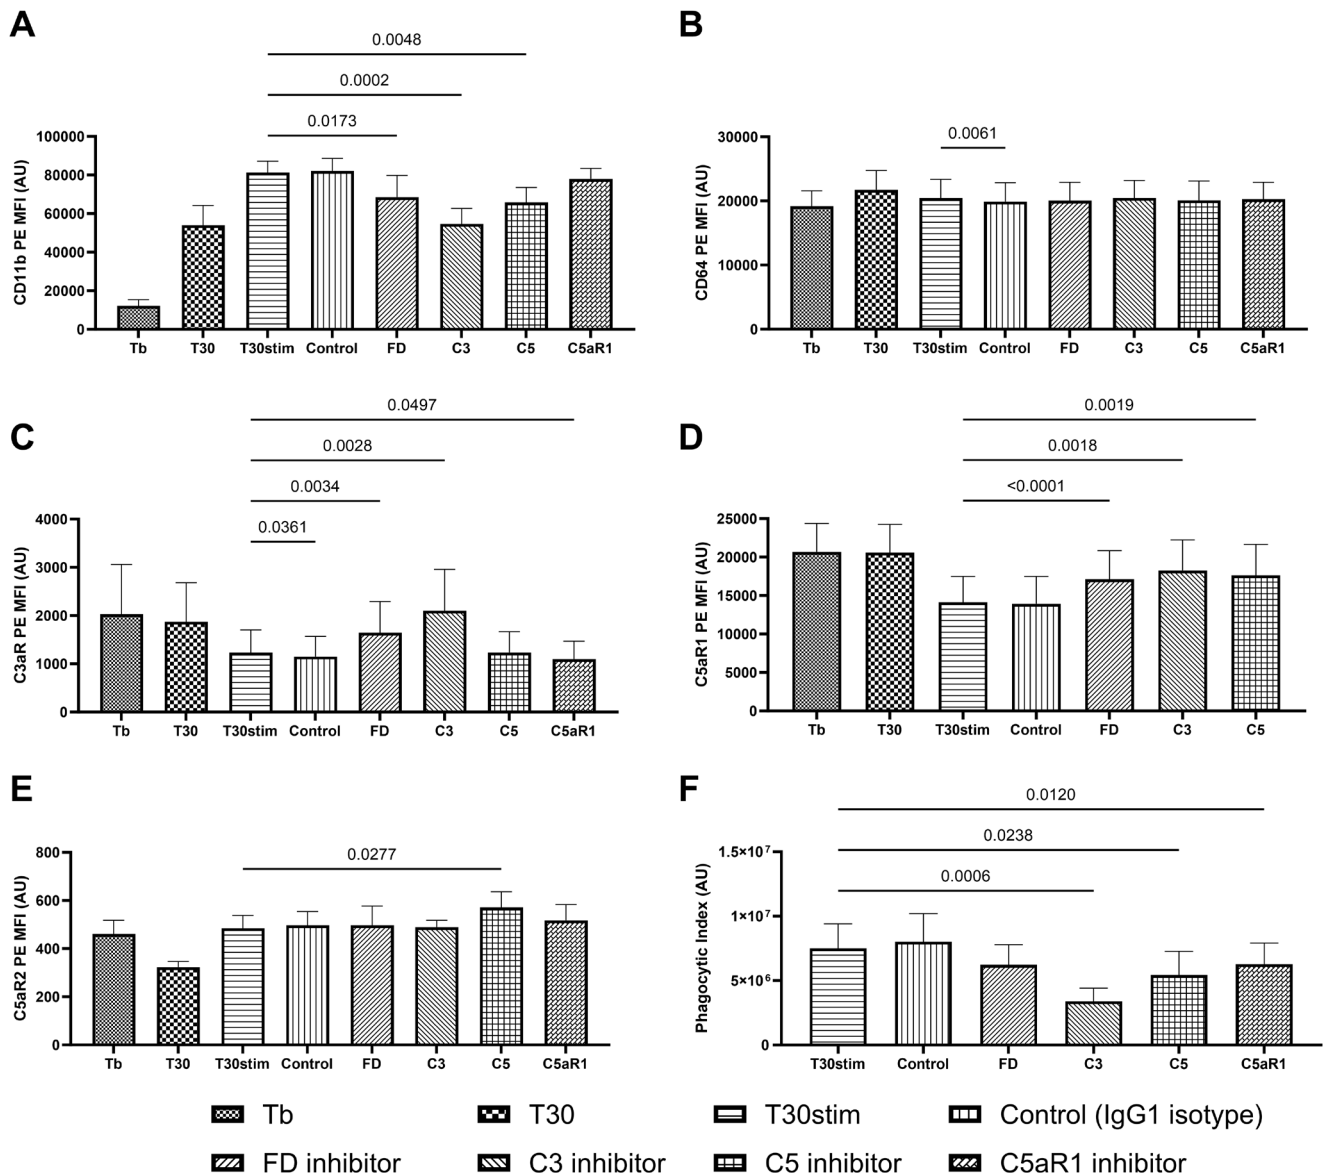 A
0.0048
0.0002
0.0173
CD11b PE MFI (AU)
100000
80000
60000
40000
20000
0
Tb T30 T30stim Control FD C3 C5 C5aR1
B
0.0061
CD64 PE MFI (AU)
30000
20000
10000
0
Tb T30 T30stim Control FD C3 C5 C5aR1
C
0.0497
0.0028
0.0034
0.0361
C3aR PE MFI (AU)
4000
3000
2000
1000
0
Tb T30 T30stim Control FD C3 C5 C5aR1
D
0.0019
0.0018
<0.0001
C5aR1 PE MFI (AU)
25000
20000
15000
10000
5000
0
Tb T30 T30stim Control FD C3 C5
E
0.0277
C5aR2 PE MFI (AU)
800
600
400
200
0
Tb T30 T30stim Control FD C3 C5 C5aR1
F
0.0120
0.0238
0.0006
Phagocytic Index (AU)
1.5×10⁷
1×10⁷
5×10⁶
0
T30stim Control FD C3 C5 C5aR1
Tb T30 T30stim Control (IgG1 isotype)
FD inhibitor C3 inhibitor C5 inhibitor C5aR1 inhibitor